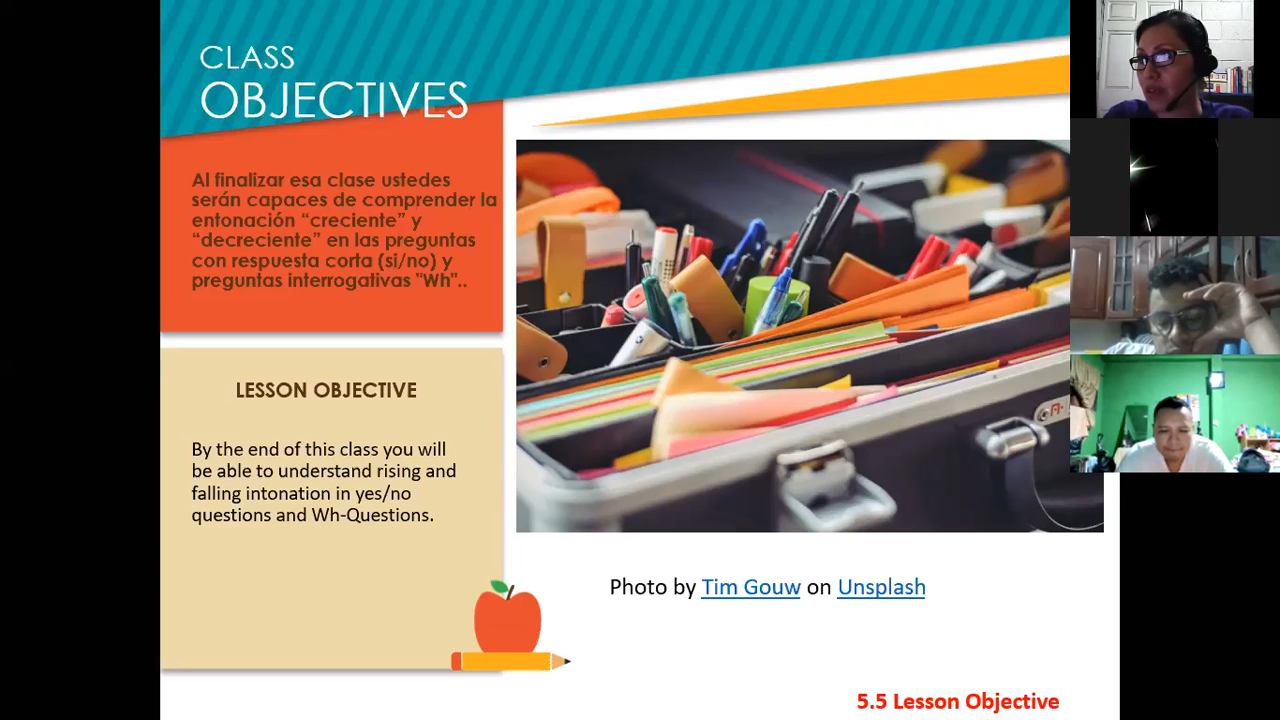 CLASS
OBJECTIVES
Al finalizar esa clase ustedes
serán capaces de comprender la
entonación “creciente” y
“decreciente” en las preguntas
con respuesta corta (si/no) y
preguntas interrogativas "Wh"..
LESSON OBJECTIVE
By the end of this class you will
be able to understand rising and
falling intonation in yes/no
questions and Wh-Questions.
Photo by Tim Gouw on Unsplash
5.5 Lesson Objective